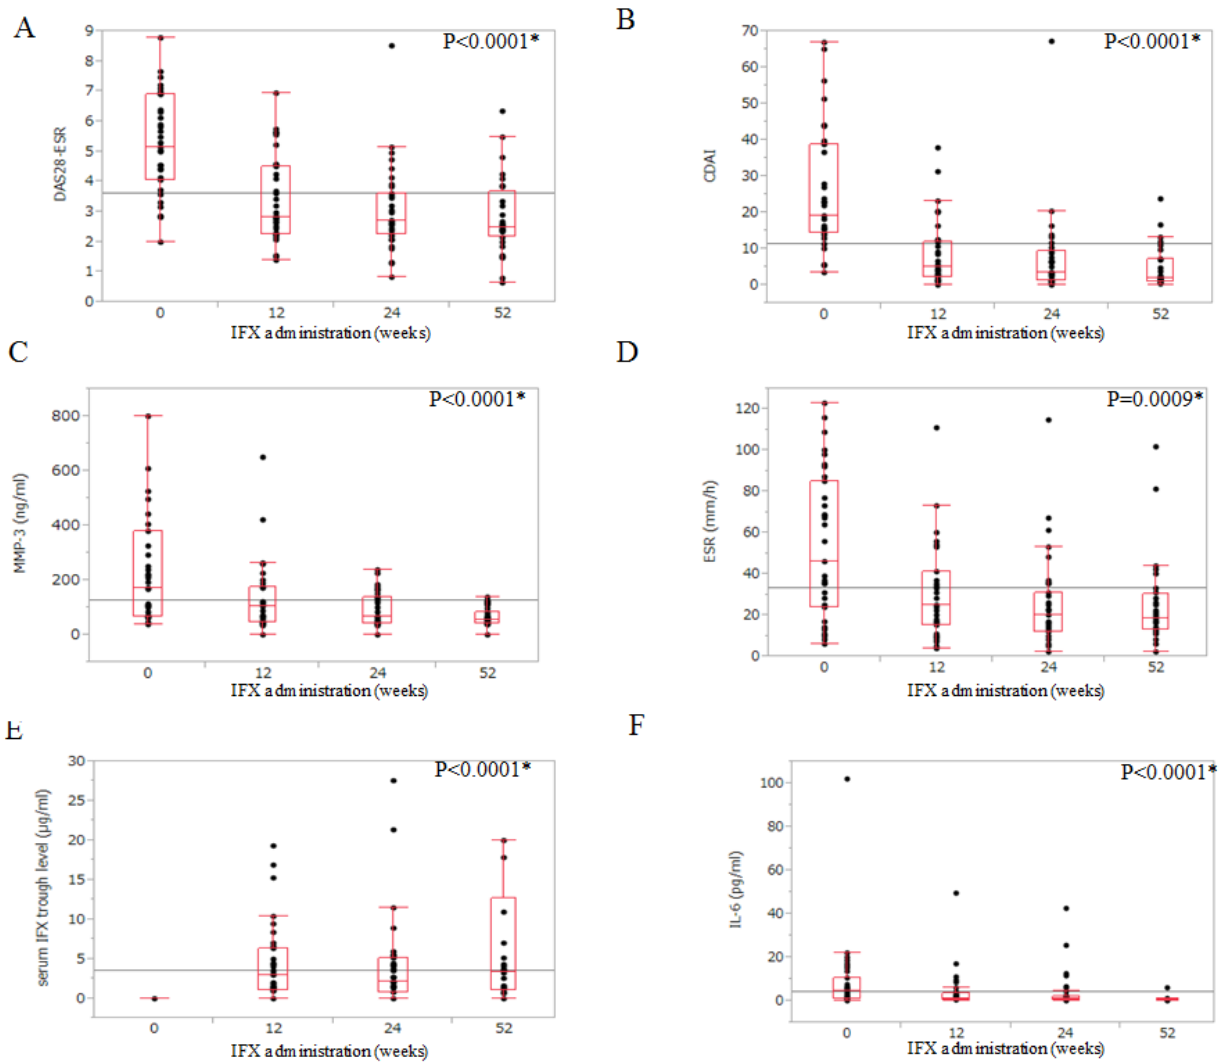 A
P<0.0001*
DAS28-ESR
9
8
7
6
5
4
3
2
1
0
0 12 24 52
IFX administration (weeks)
B
P<0.0001*
CDAI
70
60
50
40
30
20
10
0
0 12 24 52
IFX administration (weeks)
C
P<0.0001*
MMP-3 (ng/ml)
800
600
400
200
0
0 12 24 52
IFX administration (weeks)
D
P=0.0009*
ESR (mm/h)
120
100
80
60
40
20
0
0 12 24 52
IFX administration (weeks)
E
P<0.0001*
serum IFX trough level (µg/ml)
30
25
20
15
10
5
0
0 12 24 52
IFX administration (weeks)
F
P<0.0001*
IL-6 (pg/ml)
100
80
60
40
20
0
0 12 24 52
IFX administration (weeks)